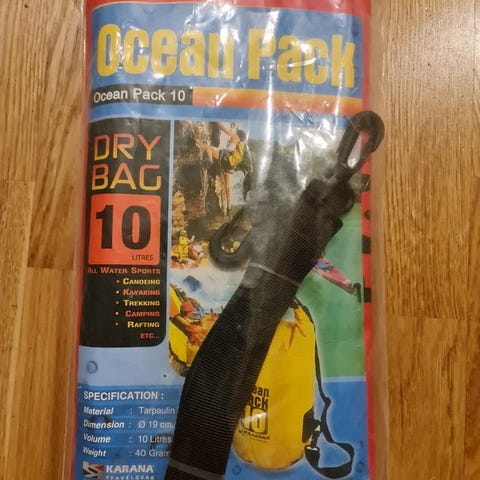 Ocean Pack
Ocean Pack 10
DRY
BAG
10
LITRES
ALL WATER SPORTS
• CANOEING
• KAYAKING
• TREKKING
• CAMPING
• RAFTING
ETC...
SPECIFICATION :
Material : Tarpaulin
Dimension : Ø 19 cm,
Volume : 10 Litres
Weight : 40 Gram
KARANA
TRAVELGEAR
10